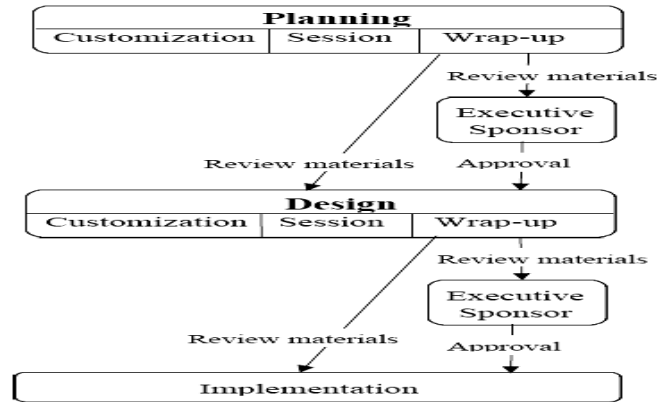 Planning
Customization Session Wrap-up
Review materials
Executive
Sponsor
Review materials Approval
Design
Customization Session Wrap-up
Review materials
Executive
Sponsor
Review materials Approval
Implementation